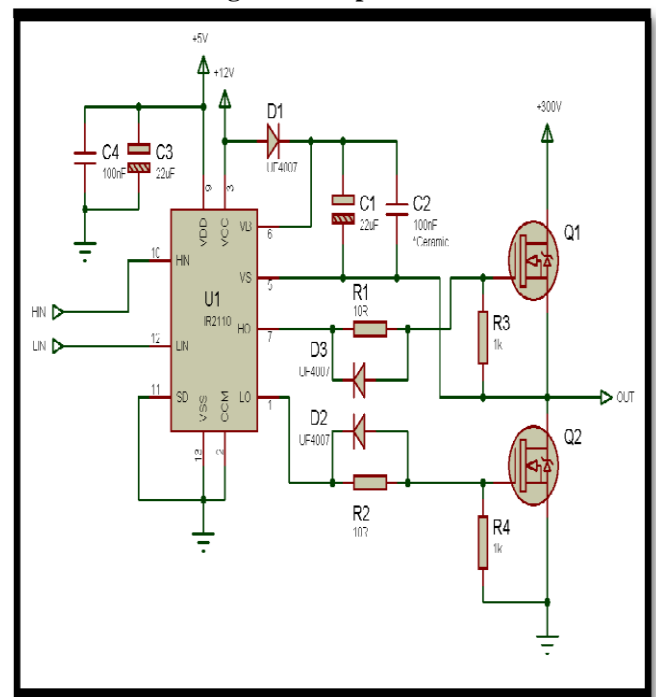 +5V
+12V
D1
UF4007
+300V
C4
100nF
C3
22uF
9
3
VDD
VCC
VB
6
C1
22uF
C2
100nF
*Ceramic
Q1
10
HIN
VS
5
U1
IR2110
R1
10R
R3
1k
HIN
HO
7
LIN
12
LIN
D3
UF4007
OUT
11
SD
VSS
COM
LO
1
D2
UF4007
Q2
13
2
R2
10R
R4
1k